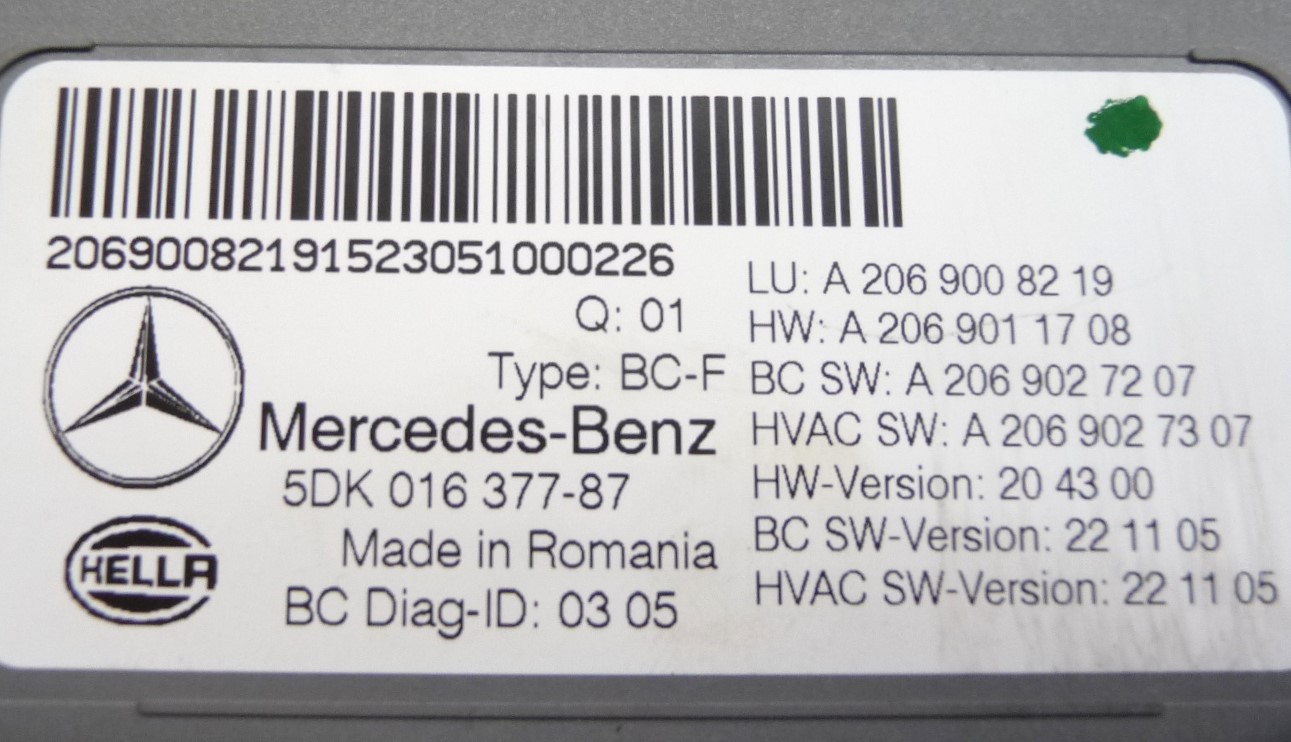 20690082191523051000226
Q: 01
Type: BC-F
Mercedes-Benz
5DK 016 377-87
Made in Romania
HELLA
BC Diag-ID: 03 05
LU: A 206 900 82 19
HW: A 206 901 17 08
BC SW: A 206 902 72 07
HVAC SW: A 206 902 73 07
HW-Version: 20 43 00
BC SW-Version: 22 11 05
HVAC SW-Version: 22 11 05